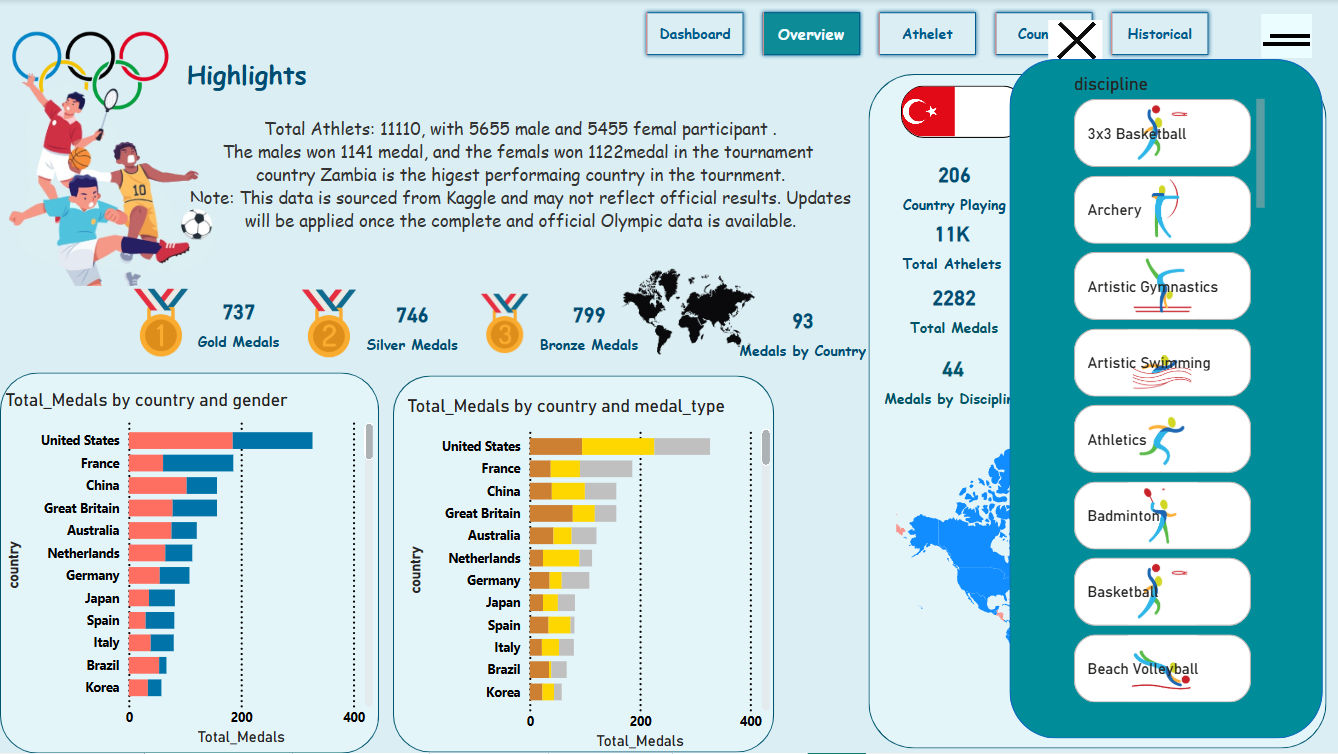 Dashboard
Overview
Athelet
Coun
Historical
Highlights
Total Athlets: 11110, with 5655 male and 5455 femal participant .
The males won 1141 medal, and the femals won 1122medal in the tournament
country Zambia is the higest performaing country in the tournment.
Note: This data is sourced from Kaggle and may not reflect official results. Updates
will be applied once the complete and official Olympic data is available.
10
1
737
Gold Medals
2
746
Silver Medals
3
799
Bronze Medals
93
Medals by Country
206
Country Playing
11K
Total Athelets
2282
Total Medals
44
Medals by Disciplin
Total_Medals by country and gender
country
United States
France
China
Great Britain
Australia
Netherlands
Germany
Japan
Spain
Italy
Brazil
Korea
0 200 400
Total_Medals
Total_Medals by country and medal_type
country
United States
France
China
Great Britain
Australia
Netherlands
Germany
Japan
Spain
Italy
Brazil
Korea
0 200 400
Total_Medals
discipline
3x3 Basketball
Archery
Artistic Gymnastics
Artistic Swimming
Athletics
Badminton
Basketball
Beach Volleyball